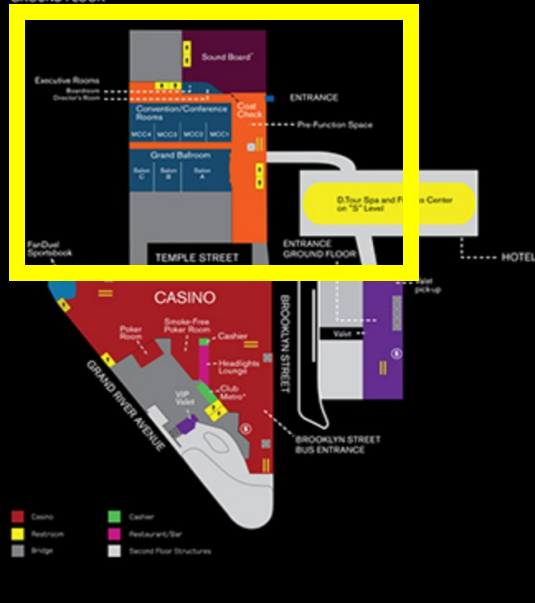 GROUND FLOOR
Sound Board*
Executive Rooms
Boardroom
Director's Room
ENTRANCE
Convention/Conference
Rooms
Coat
Check
Pre-Function Space
MCC4 MCC3 MCC2 MCC1
Grand Ballroom
Salon
C
Salon
B
Salon
A
D.Tour Spa and Fitness Center
on "S" Level
FanDuel
Sportsbook
TEMPLE STREET
ENTRANCE
GROUND FLOOR
HOTEL
Valet
pick-up
CASINO
Poker
Room
Smoke-Free
Poker Room
Cashier
BROOKLYN STREET
Valet
Headlights
Lounge
GRAND RIVER AVENUE
VIP
Valet
Club
Metro*
BROOKLYN STREET
BUS ENTRANCE
Casino
Cashier
Restroom
Restaurant/Bar
Bridge
Second Floor Structures